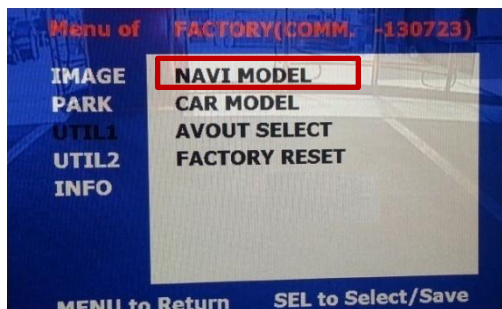 Menu of FACTORY(COMM. -130723)
IMAGE NAVI MODEL
PARK CAR MODEL
UTIL1 AVOUT SELECT
UTIL2 FACTORY RESET
INFO
MENU to Return SEL to Select/Save